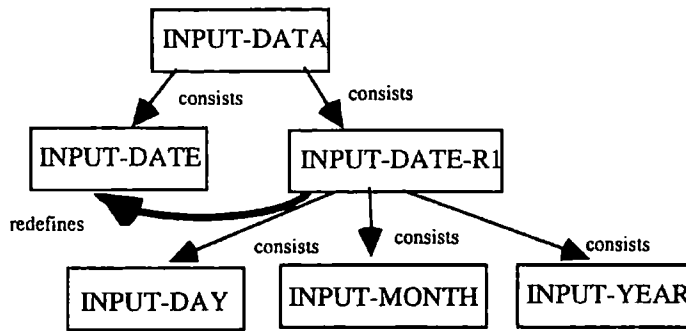 INPUT-DATA
consists
consists
INPUT-DATE
INPUT-DATE-R1
redefines
consists
consists
consists
INPUT-DAY
INPUT-MONTH
INPUT-YEAR